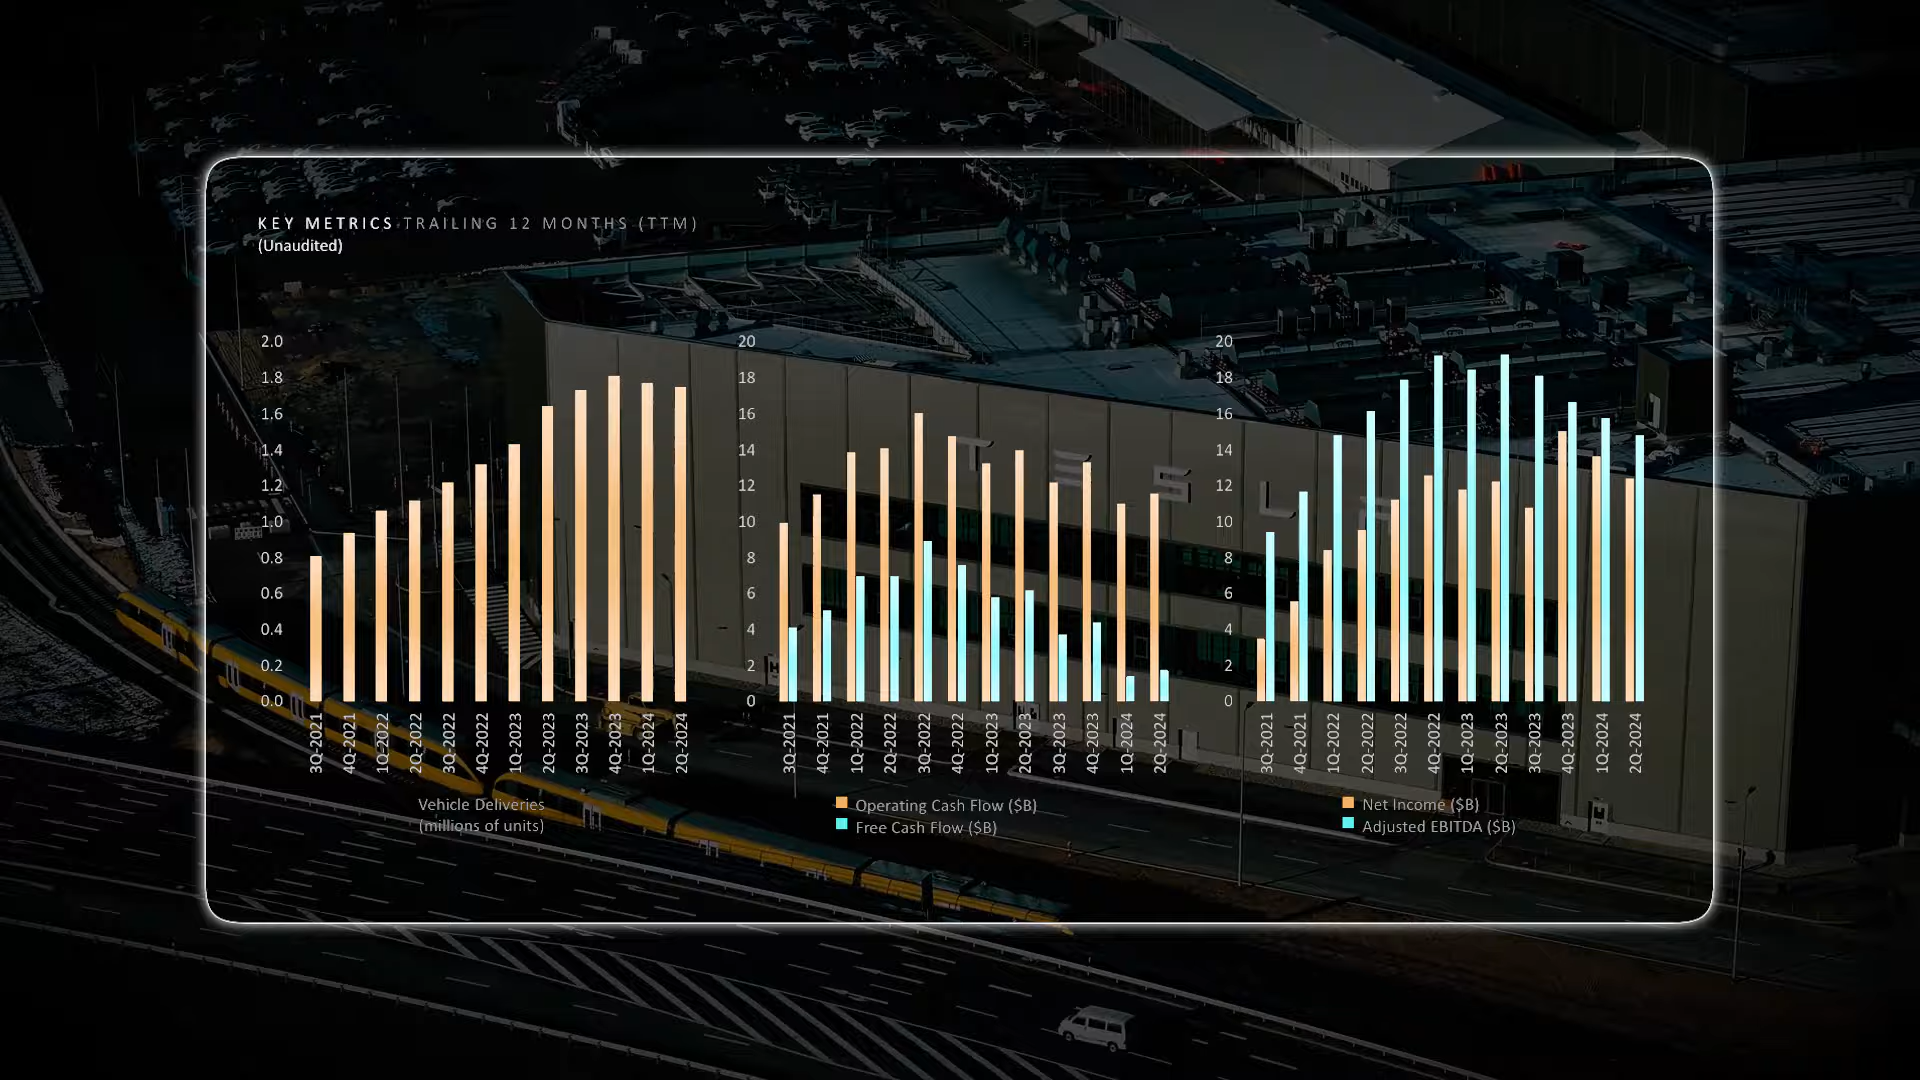 KEY METRICS TRAILING 12 MONTHS (TTM)
(Unaudited)
2.0
1.8
1.6
1.4
1.2
1.0
0.8
0.6
0.4
0.2
0.0
3Q-2021
4Q-2021
1Q-2022
2Q-2022
3Q-2022
4Q-2022
1Q-2023
2Q-2023
3Q-2023
4Q-2023
1Q-2024
2Q-2024
Vehicle Deliveries
(millions of units)
20
18
16
14
12
10
8
6
4
2
0
3Q-2021
4Q-2021
1Q-2022
2Q-2022
3Q-2022
4Q-2022
1Q-2023
2Q-2023
3Q-2023
4Q-2023
1Q-2024
2Q-2024
Operating Cash Flow ($B)
Free Cash Flow ($B)
20
18
16
14
12
10
8
6
4
2
0
3Q-2021
4Q-2021
1Q-2022
2Q-2022
3Q-2022
4Q-2022
1Q-2023
2Q-2023
3Q-2023
4Q-2023
1Q-2024
2Q-2024
Net Income ($B)
Adjusted EBITDA ($B)
TESLA